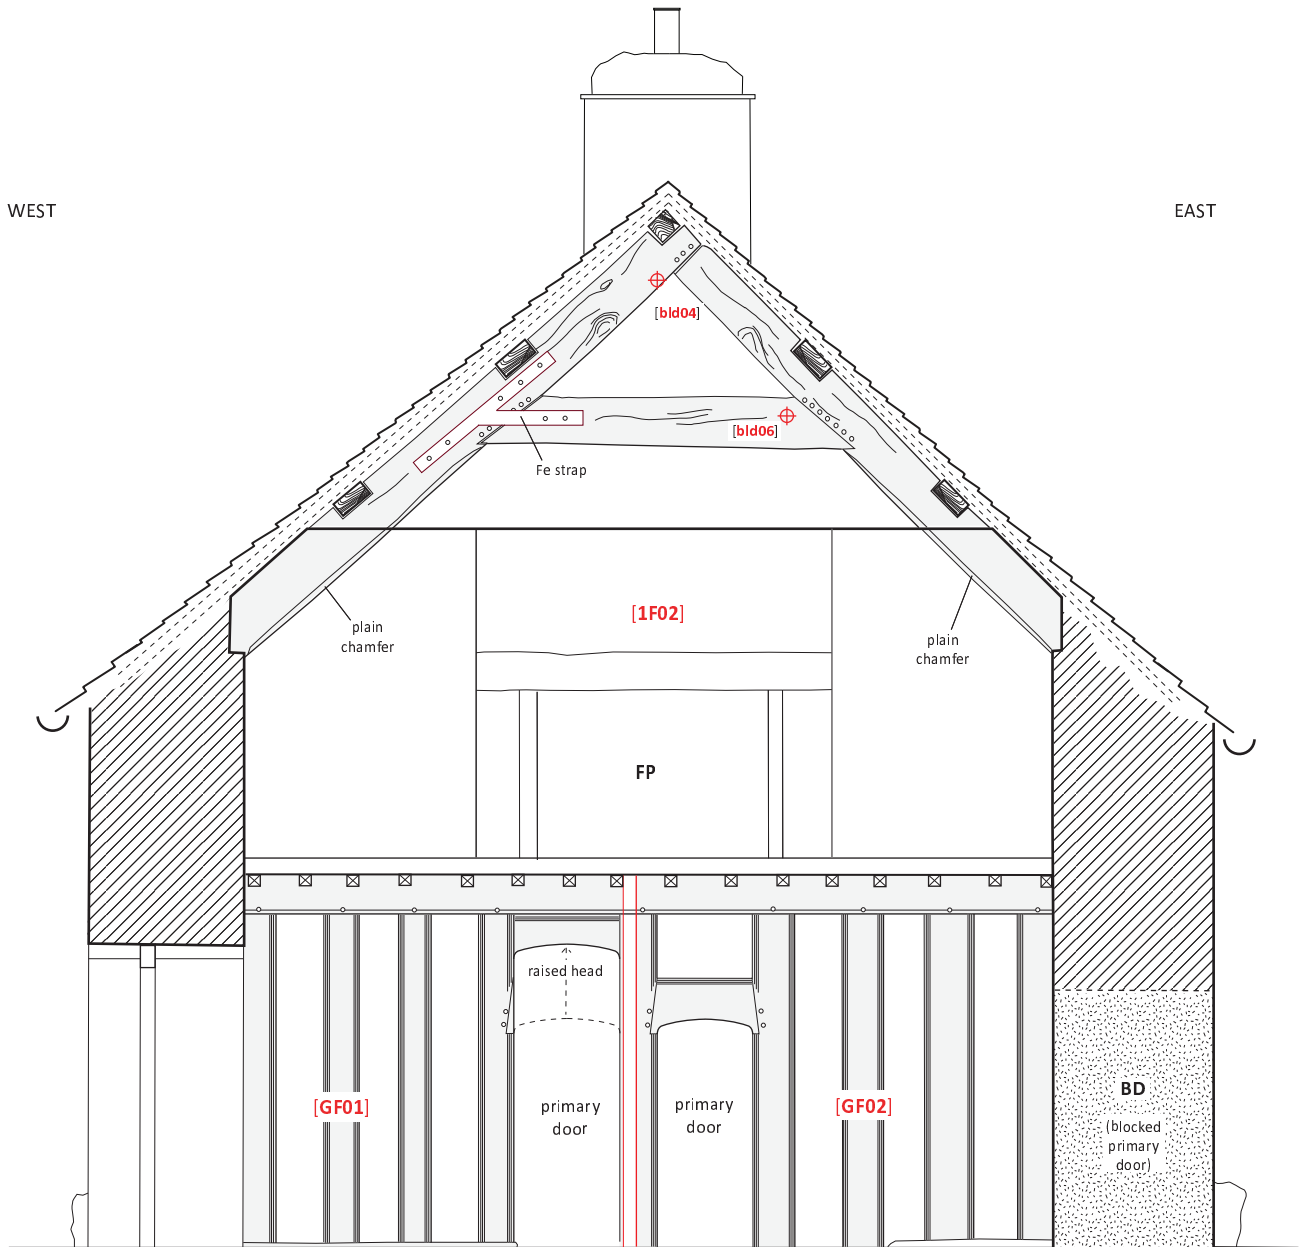 WEST
EAST
[bld04]
[bld06]
Fe strap
[1F02]
plain
chamfer
plain
chamfer
FP
raised head
[GF01]
primary
door
primary
door
[GF02]
BD
(blocked
primary
door)